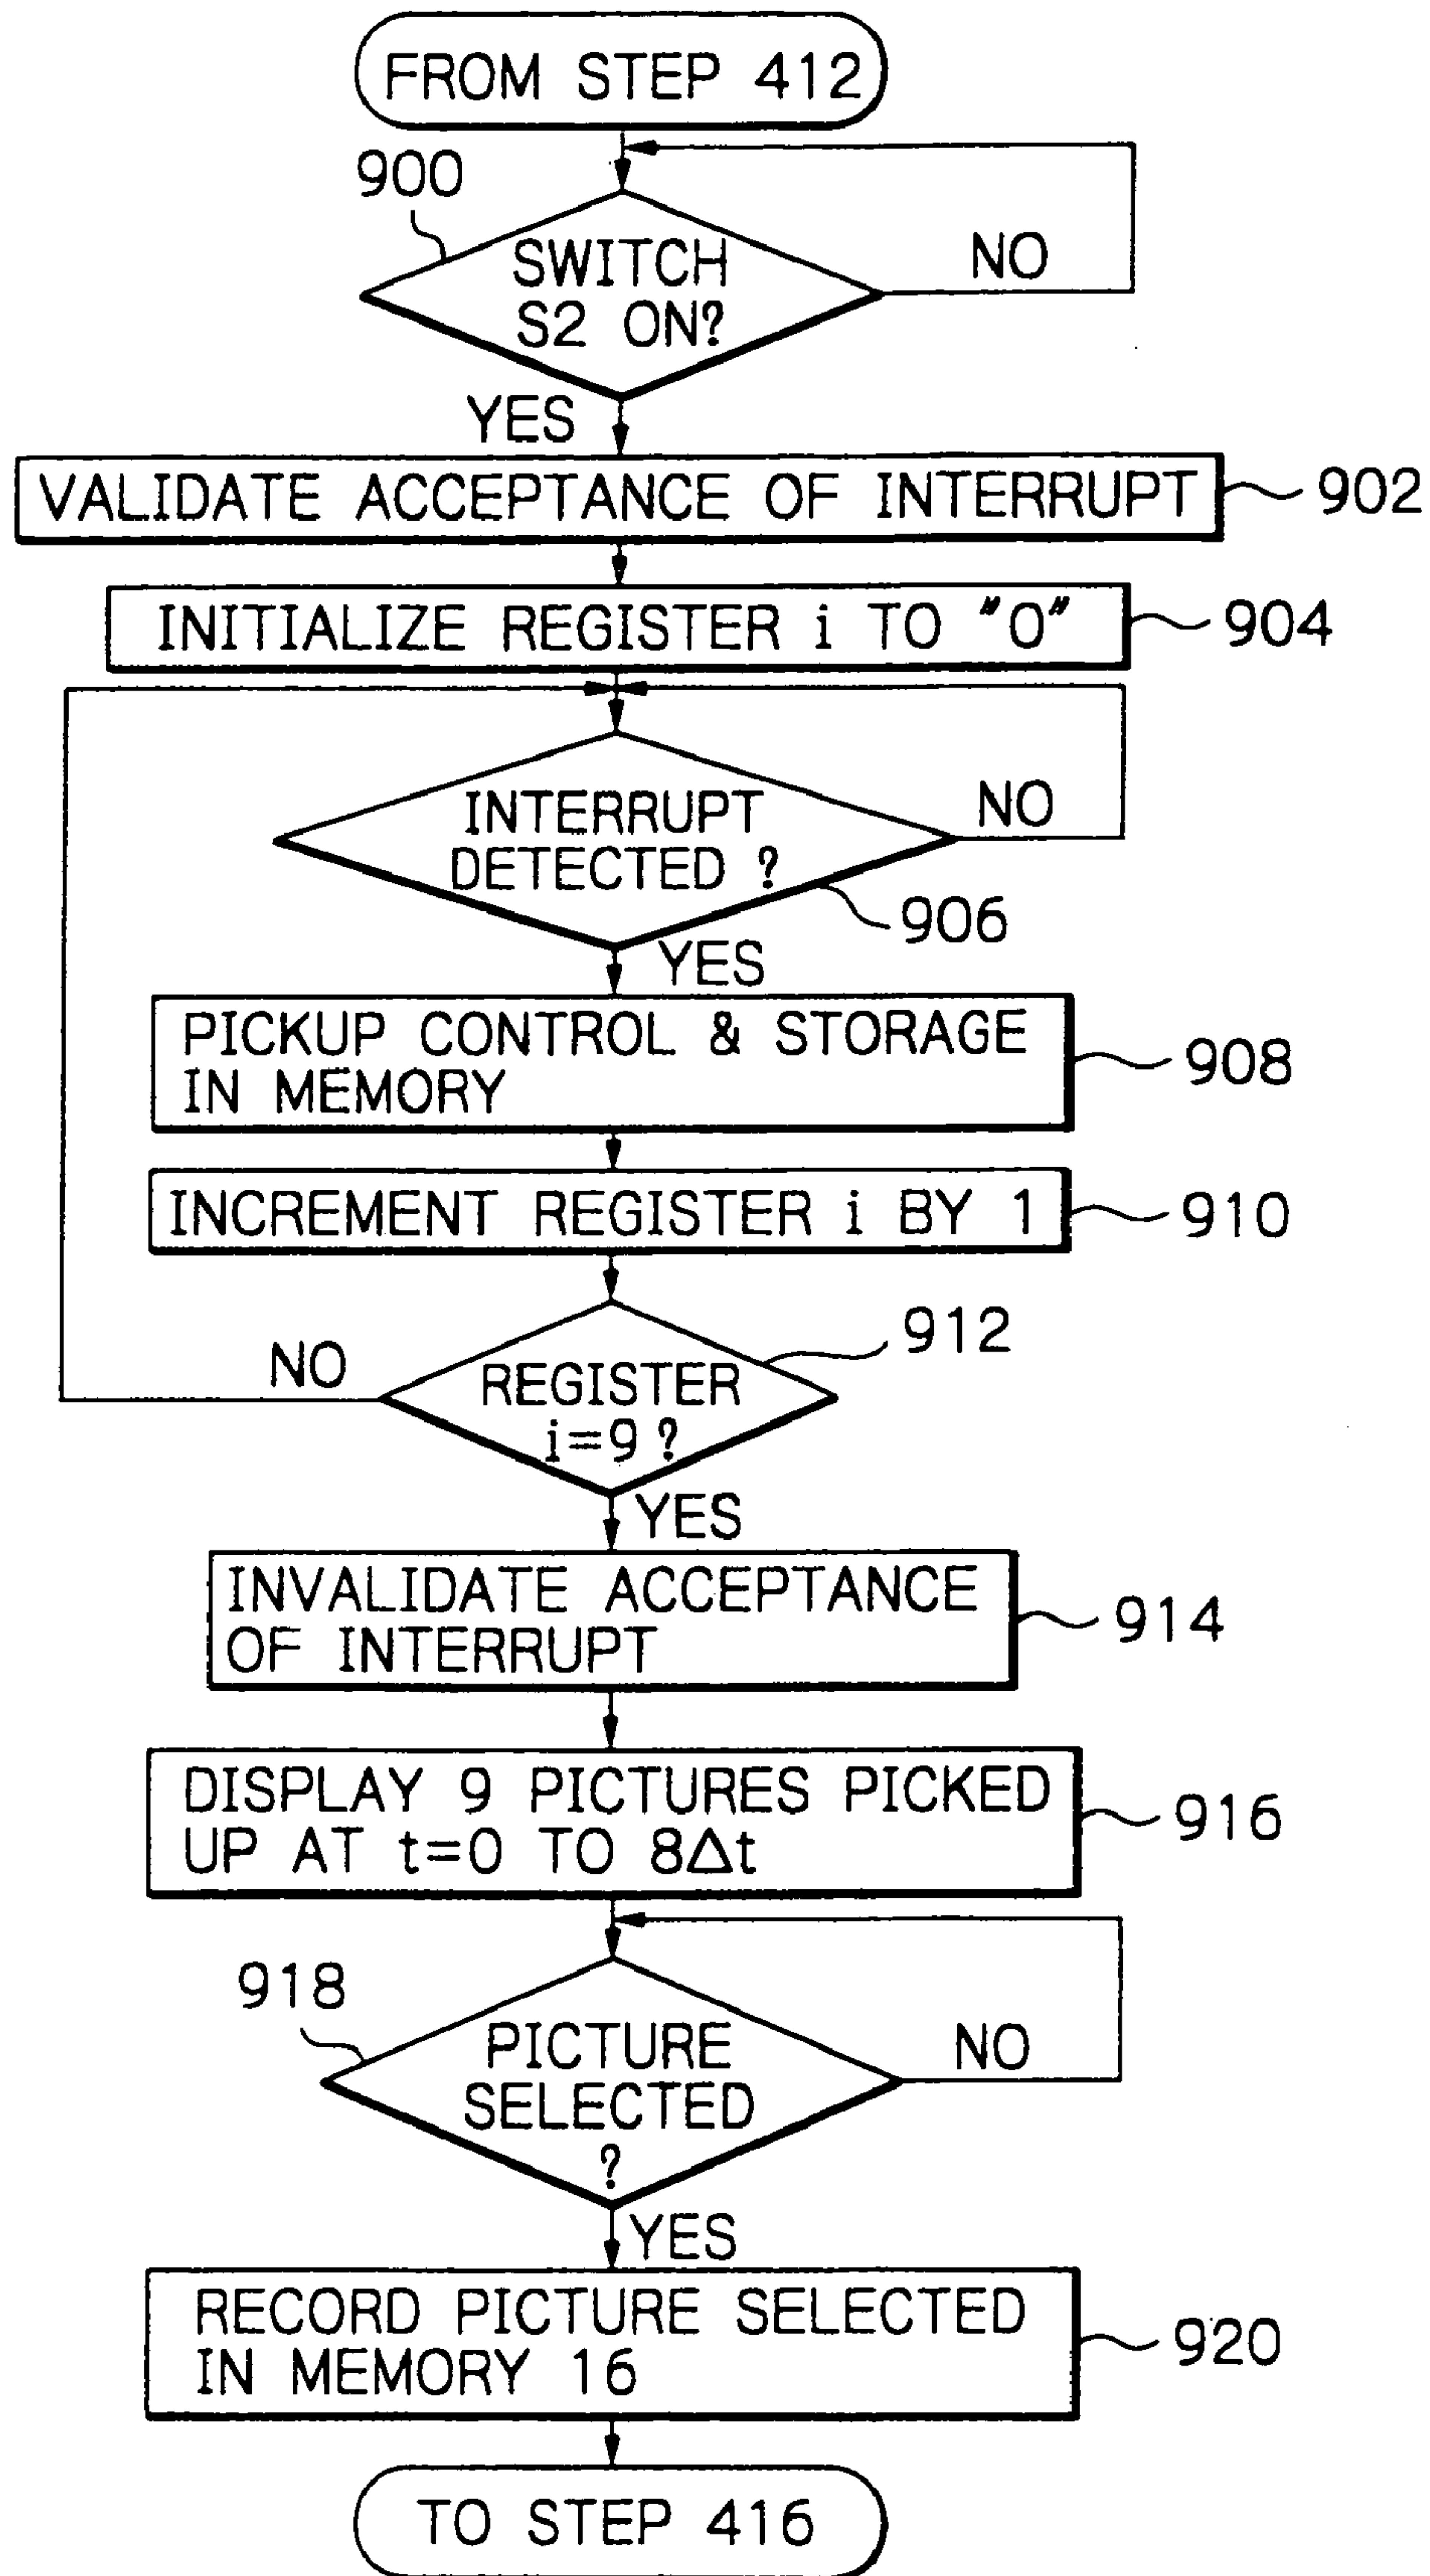 FROM STEP 412
900
SWITCH
S2 ON?
NO
YES
VALIDATE ACCEPTANCE OF INTERRUPT
902
INITIALIZE REGISTER i TO "0"
904
INTERRUPT
DETECTED ?
NO
906
YES
PICKUP CONTROL & STORAGE
IN MEMORY
908
INCREMENT REGISTER i BY 1
910
912
NO
REGISTER
i=9 ?
YES
INVALIDATE ACCEPTANCE
OF INTERRUPT
914
DISPLAY 9 PICTURES PICKED
UP AT t=0 TO 8Δt
916
918
PICTURE
SELECTED
?
NO
YES
RECORD PICTURE SELECTED
IN MEMORY 16
920
TO STEP 416